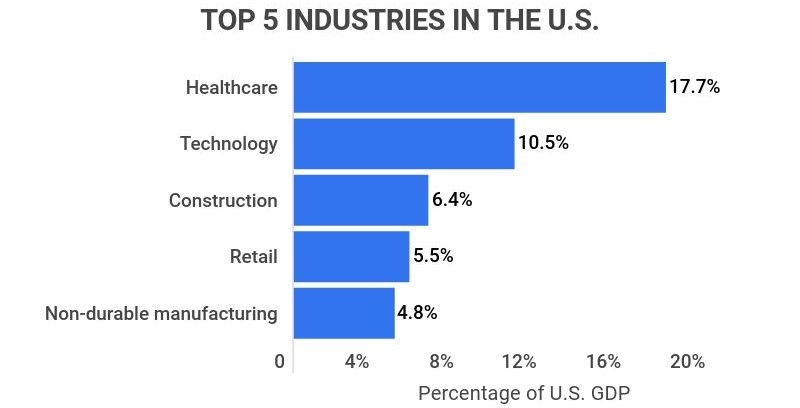 TOP 5 INDUSTRIES IN THE U.S.
Healthcare 17.7%
Technology 10.5%
Construction 6.4%
Retail 5.5%
Non-durable manufacturing 4.8%
0 4% 8% 12% 16% 20%
Percentage of U.S. GDP